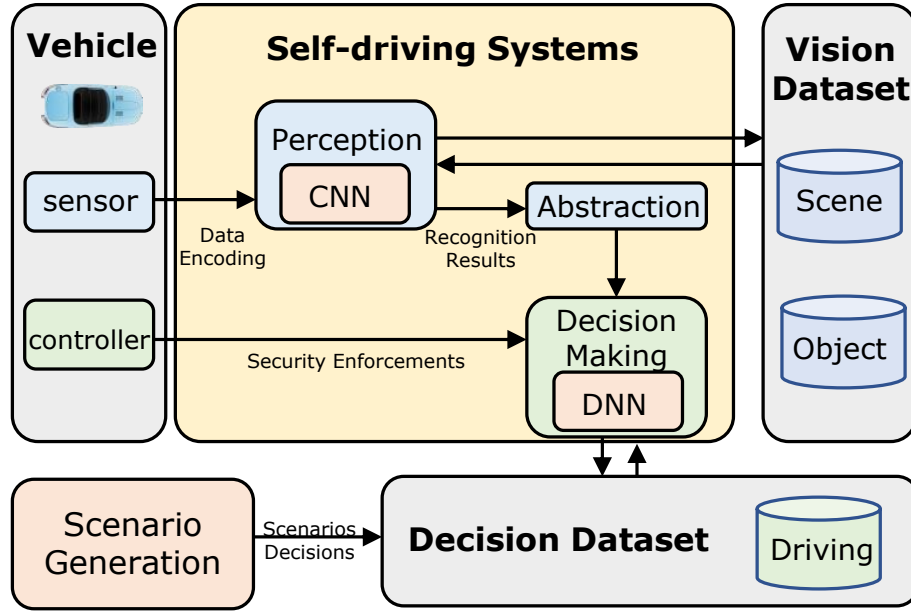 Vehicle
Self-driving Systems
Vision
Dataset
Perception
CNN
sensor
Data
Encoding
Recognition
Results
Abstraction
Scene
controller
Security Enforcements
Decision
Making
DNN
Object
Scenario
Generation
Scenarios
Decisions
Decision Dataset
Driving